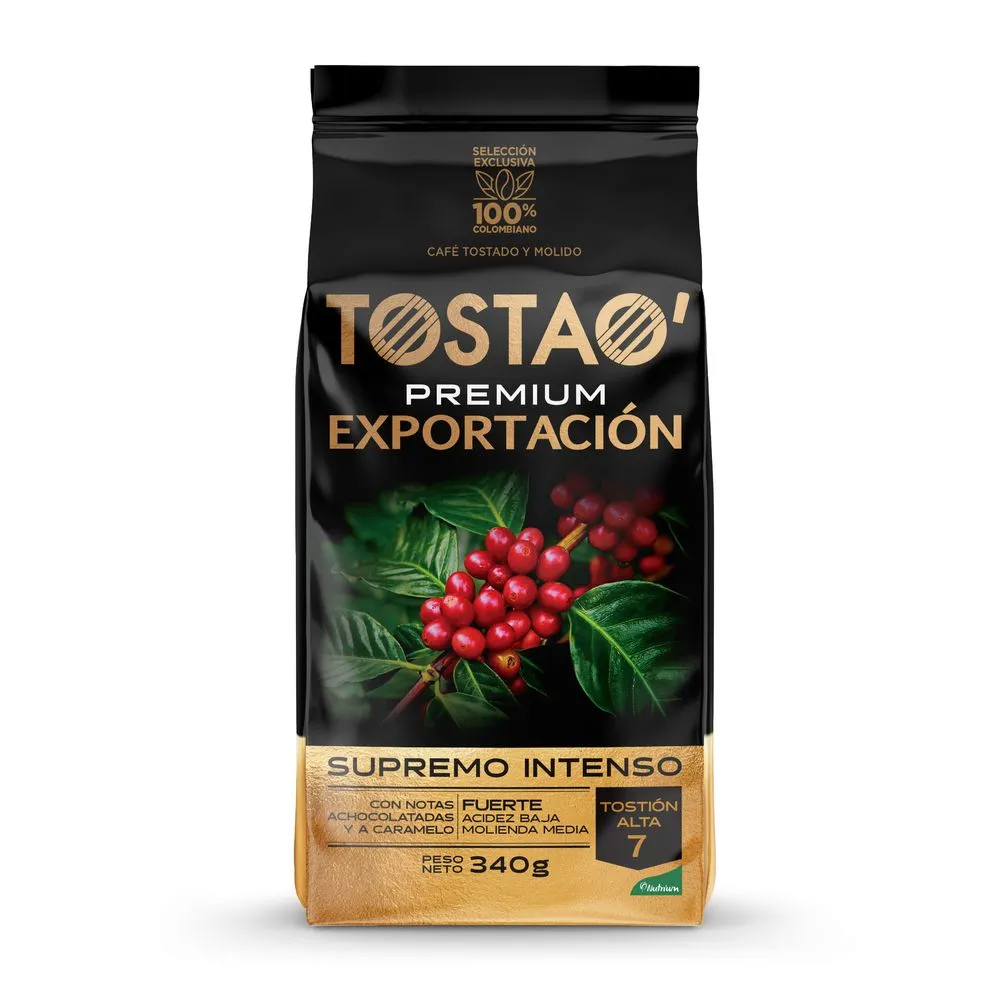 SELECCIÓN
EXCLUSIVA
100%
COLOMBIANO
CAFÉ TOSTADO Y MOLIDO
TOSTAO'
PREMIUM
EXPORTACIÓN
SUPREMO INTENSO
CON NOTAS
ACHOCOLATADAS
Y A CARAMELO
FUERTE
ACIDEZ BAJA
MOLIENDA MEDIA
TOSTIÓN
ALTA
7
PESO
NETO 340g
Nutrium